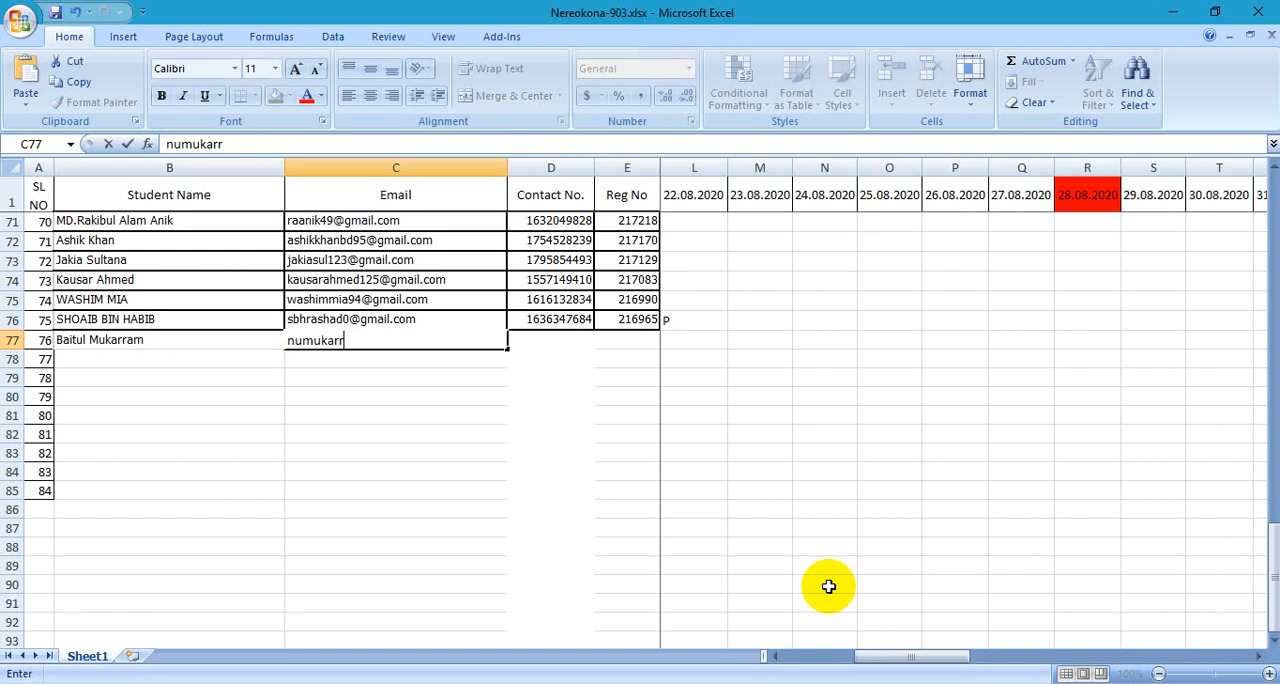 Nereokona-903.xlsx - Microsoft Excel
Home Insert Page Layout Formulas Data Review View Add-Ins
Paste Cut Copy Format Painter Clipboard
Calibri 11 A A B I U A Font
Wrap Text Merge & Center Alignment
General $ % , Number
Conditional Formatting Format as Table Cell Styles Styles
Insert Delete Format Cells
Σ AutoSum Fill Clear Sort & Filter Find & Select Editing
C77 fx numukarr
A B C D E L M N O P Q R S T
1 SL NO Student Name Email Contact No. Reg No 22.08.2020 23.08.2020 24.08.2020 25.08.2020 26.08.2020 27.08.2020 28.08.2020 29.08.2020 30.08.2020 31
71 70 MD.Rakibul Alam Anik raanik49@gmail.com 1632049828 217218
72 71 Ashik Khan ashikkhanbd95@gmail.com 1754528239 217170
73 72 Jakia Sultana jakiasul123@gmail.com 1795854493 217129
74 73 Kausar Ahmed kausarahmed125@gmail.com 1557149410 217083
75 74 WASHIM MIA washimmia94@gmail.com 1616132834 216990
76 75 SHOAIB BIN HABIB sbhrashad0@gmail.com 1636347684 216965 P
77 76 Baitul Mukarram numukarr
78 77
79 78
80 79
81 80
82 81
83 82
84 83
85 84
86
87
88
89
90
91
92
93
Sheet1
Enter 100%